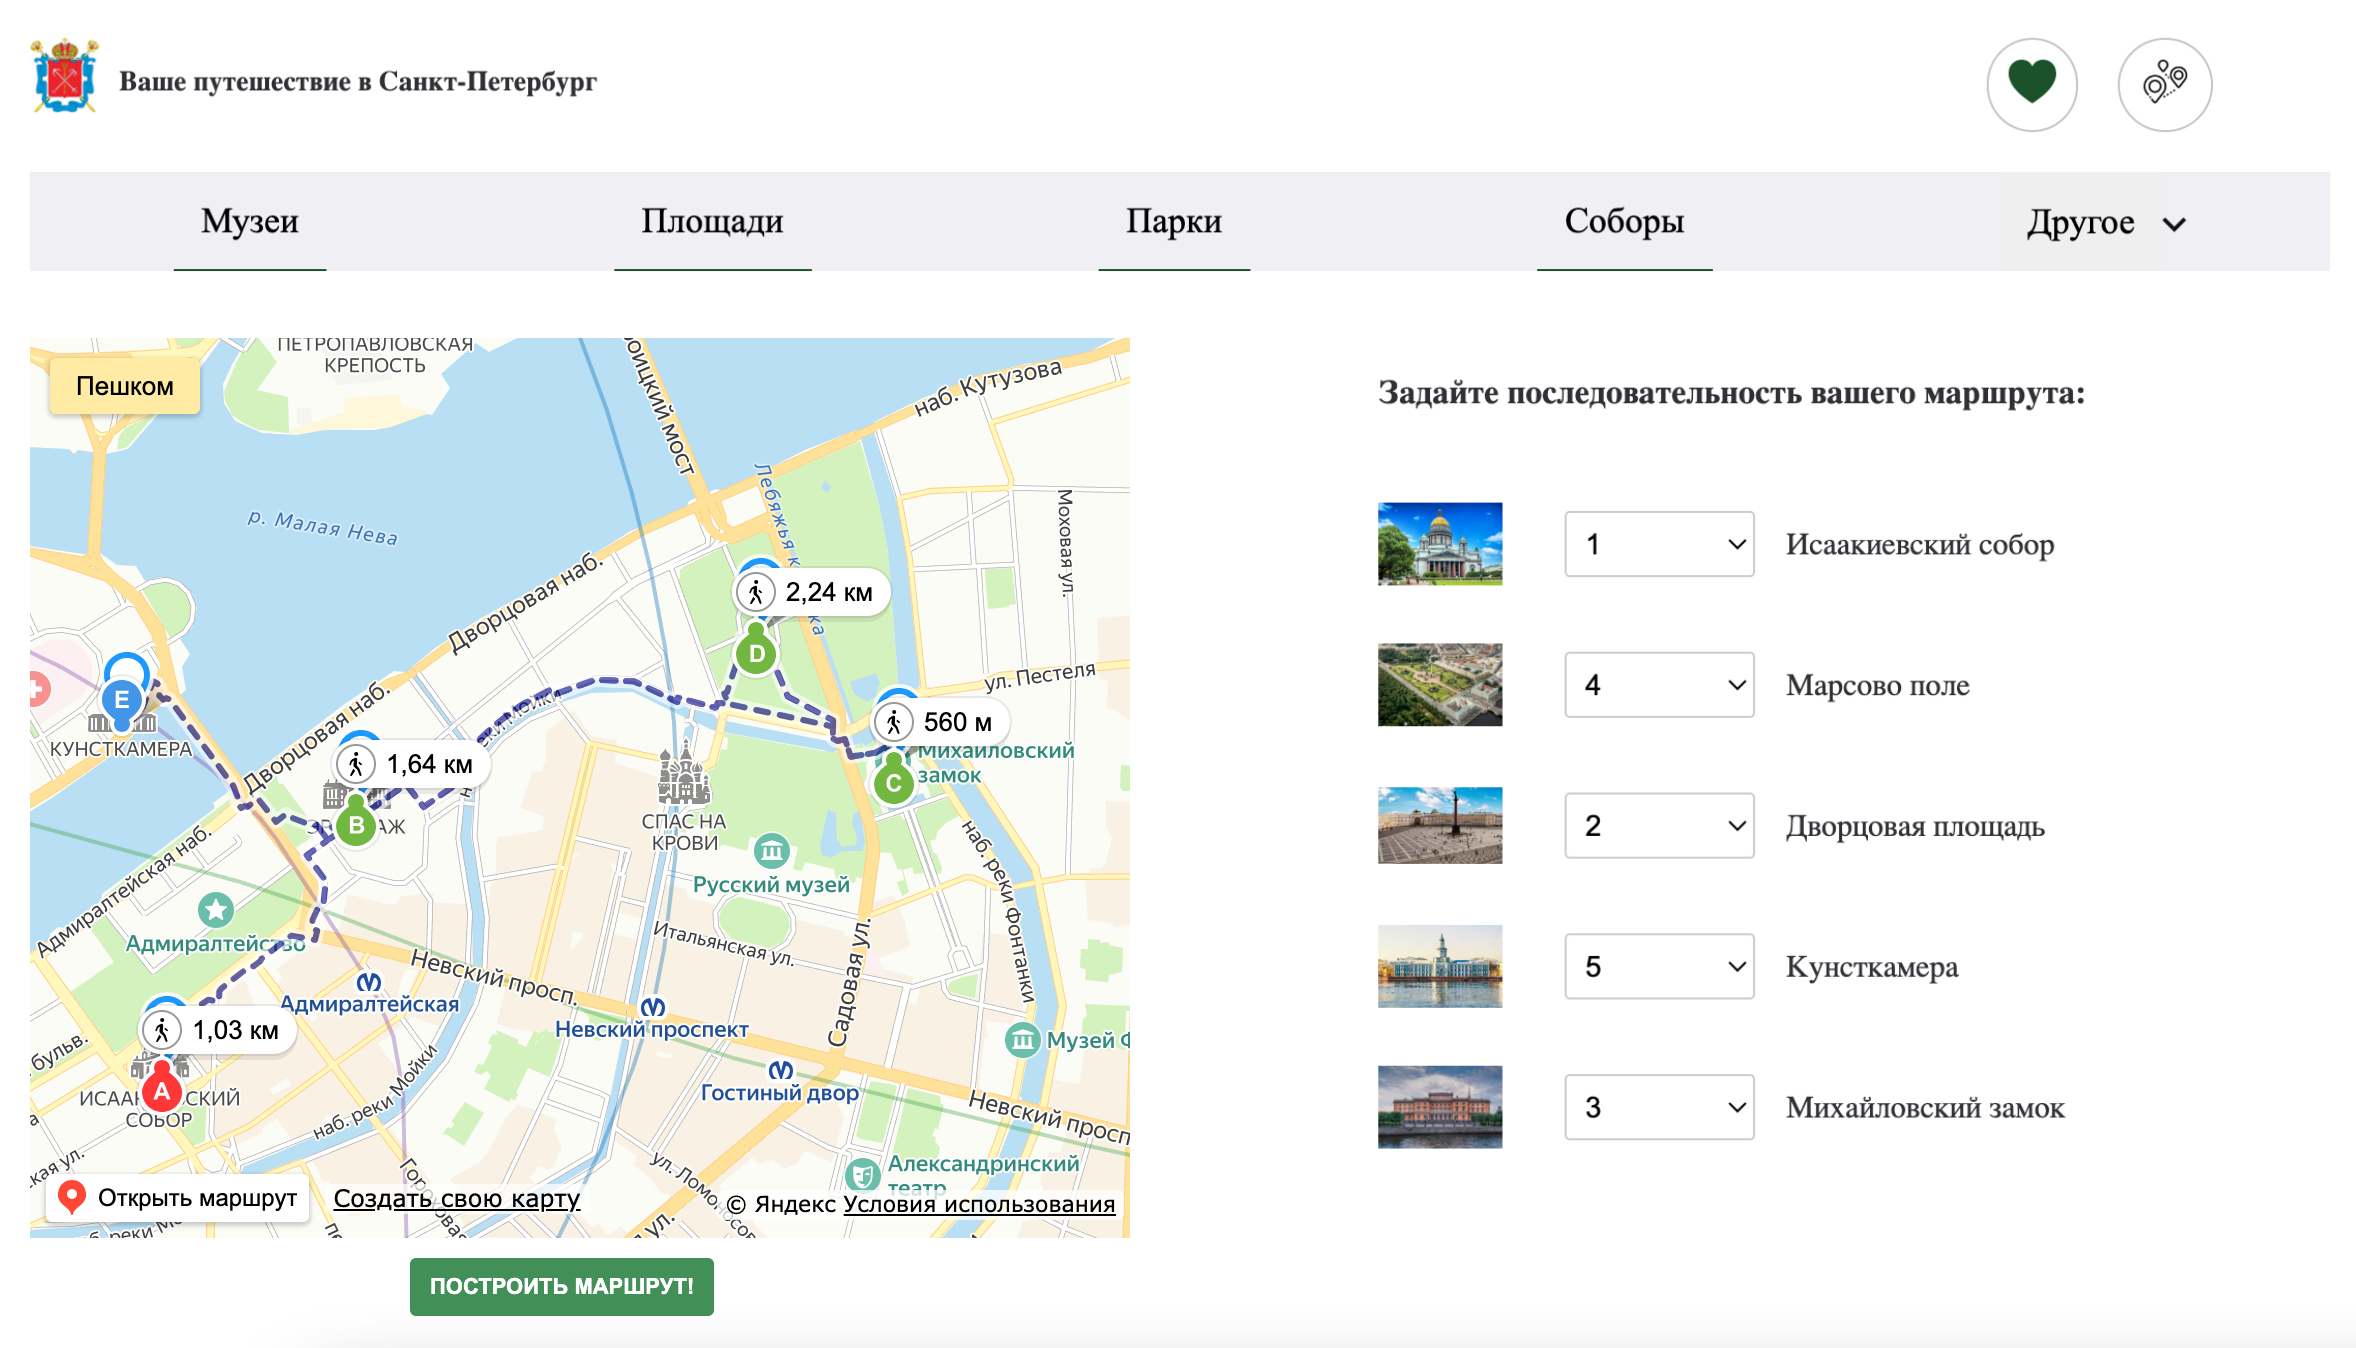 Ваше путешествие в Санкт-Петербург
Музеи
Площади
Парки
Соборы
Другое
Задайте последовательность вашего маршрута:
1
Исаакиевский собор
4
Марсово поле
2
Дворцовая площадь
5
Кунсткамера
3
Михайловский замок
Пешком
ПЕТРОПАВЛОВСКАЯ
КРЕПОСТЬ
наб. Кутузова
р. Малая Нева
Моховая ул.
Дворцовая наб.
2,24 км
D
ул. Пестеля
E
КУНСТКАМЕРА
Дворцовая наб.
560 м
Михайловский
замок
C
1,64 км
B
СПАС НА
КРОВИ
Русский музей
Адмиралтейская наб.
наб. реки Фонтанки
Адмиралтейство
Итальянская ул.
Садовая ул.
Невский просп.
Адмиралтейская
Невский проспект
1,03 км
A
СОБОР
бульв.
наб. реки Мойки
Музей
Гостиный двор
Невский просп
Александринский
театр
Открыть маршрут
Создать свою карту
© Яндекс Условия использования
ПОСТРОИТЬ МАРШРУТ!